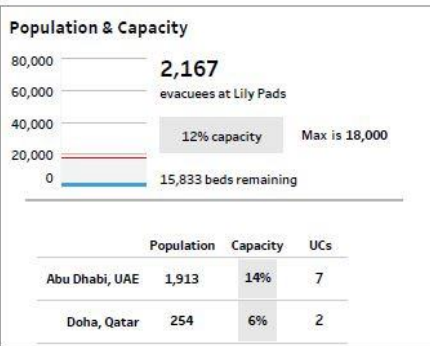 Population & Capacity
80,000
60,000
40,000
20,000
0
2,167
evacuees at Lily Pads
12% capacity Max is 18,000
15,833 beds remaining
Population Capacity UCs
Abu Dhabi, UAE 1,913 14% 7
Doha, Qatar 254 6% 2